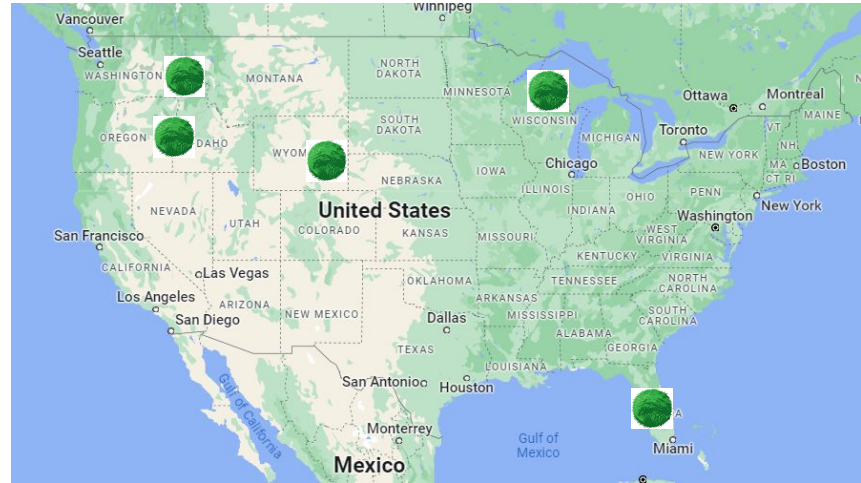 Winnipeg
Vancouver
Seattle
WASHINGTON
MONTANA
NORTH
DAKOTA
MINNESOTA
Ottawa
Montreal
MAINE
OREGON
DAHO
SOUTH
DAKOTA
WISCONSIN
MICHIGAN
Toronto
VT
NH
NEW YORK
MA
Boston
CT RI
WYOM
IOWA
Chicago
NEBRASKA
ILLINOIS
INDIANA
OHIO
PENN
New York
NEVADA
UTAH
United States
COLORADO
KANSAS
MISSOURI
WEST
VIRGINIA
Washington
San Francisco
KENTUCKY
VIRGINIA
CALIFORNIA
Las Vegas
OKLAHOMA
TENNESSEE
NORTH
CAROLINA
Los Angeles
ARIZONA
NEW MEXICO
ARKANSAS
MISSISSIPPI
SOUTH
CAROLINA
San Diego
Dallas
ALABAMA
GEORGIA
TEXAS
LOUISIANA
San Antonio
Houston
Gulf of California
Monterrey
Gulf of
Mexico
Miami
Mexico